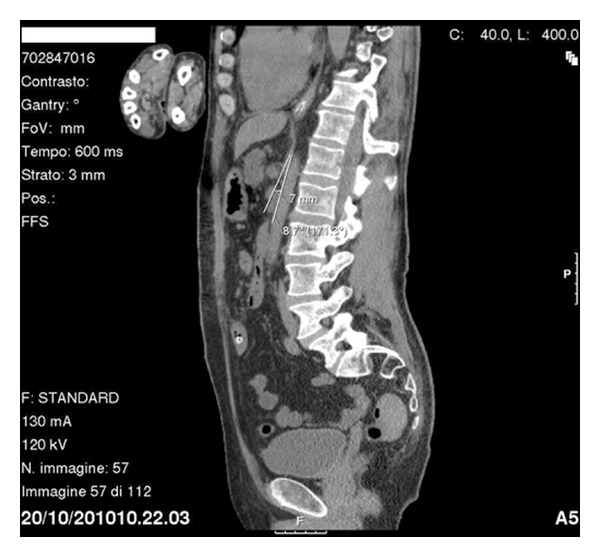 C: 40.0, L: 400.0
702847016
Contrasto:
Gantry: °
FoV: mm
Tempo: 600 ms
Strato: 3 mm
Pos.:
FFS
7 mm
8.7° (171.3°)
P
F: STANDARD
130 mA
120 kV
N. immagine: 57
Immagine 57 di 112
20/10/201010.22.03
F
A5